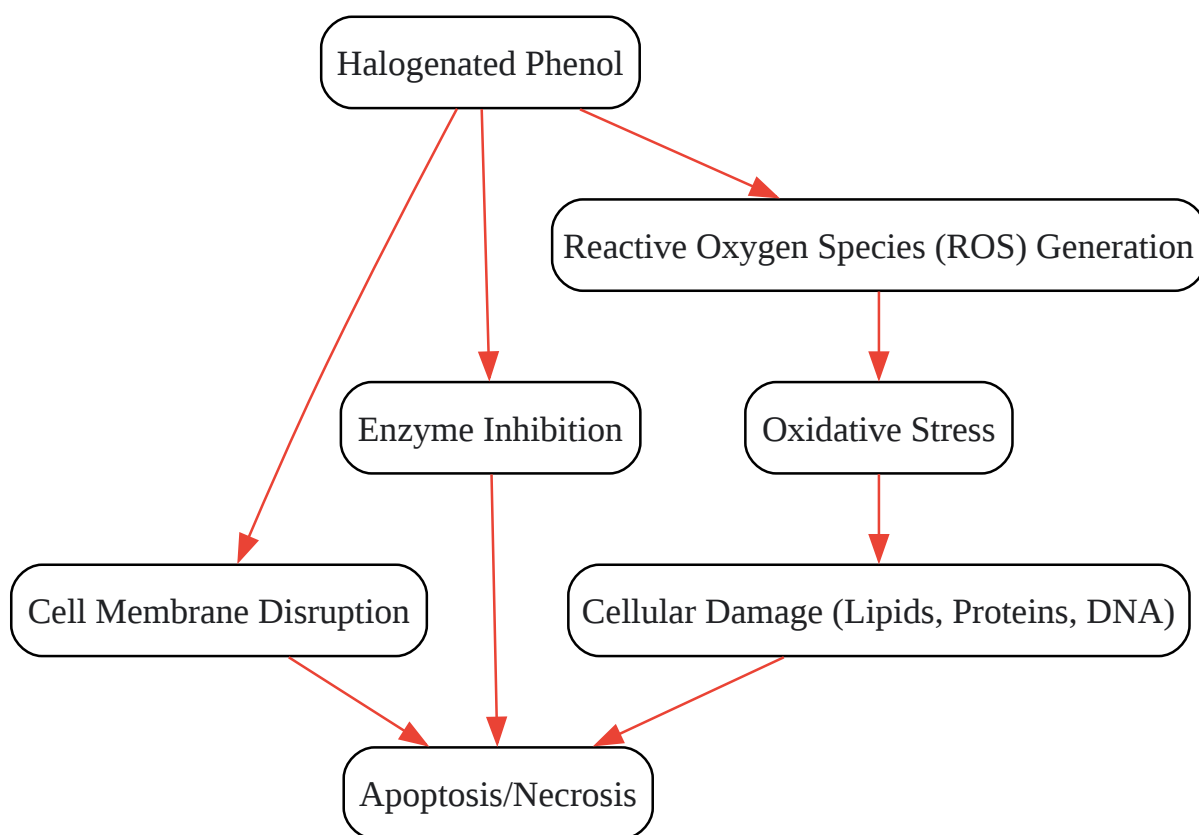 Halogenated Phenol
Reactive Oxygen Species (ROS) Generation
Enzyme Inhibition
Oxidative Stress
Cell Membrane Disruption
Cellular Damage (Lipids, Proteins, DNA)
Apoptosis/Necrosis